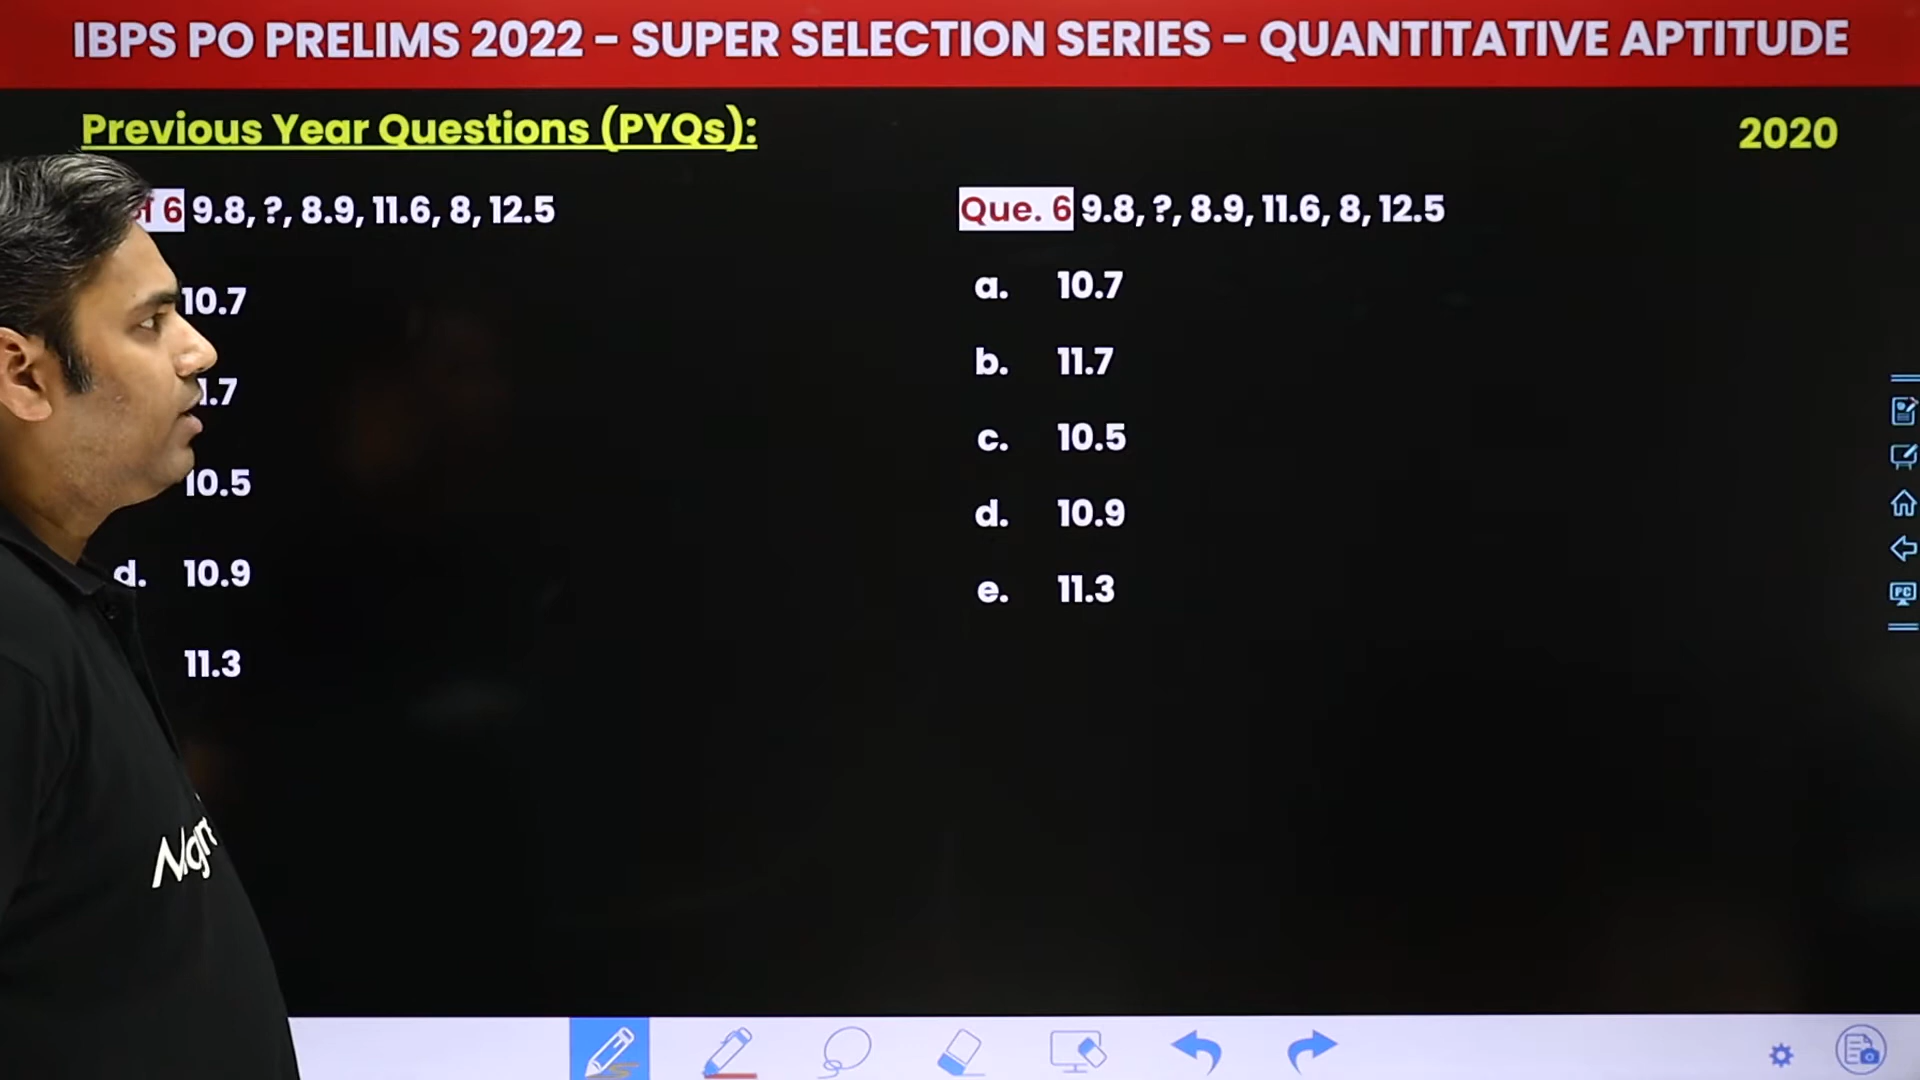 IBPS PO PRELIMS 2022 - SUPER SELECTION SERIES - QUANTITATIVE APTITUDE
Previous Year Questions (PYQs):
2020
6 9.8, ?, 8.9, 11.6, 8, 12.5
10.7
10.5
d. 10.9
11.3
Que. 6 9.8, ?, 8.9, 11.6, 8, 12.5
a. 10.7
b. 11.7
c. 10.5
d. 10.9
e. 11.3
PC